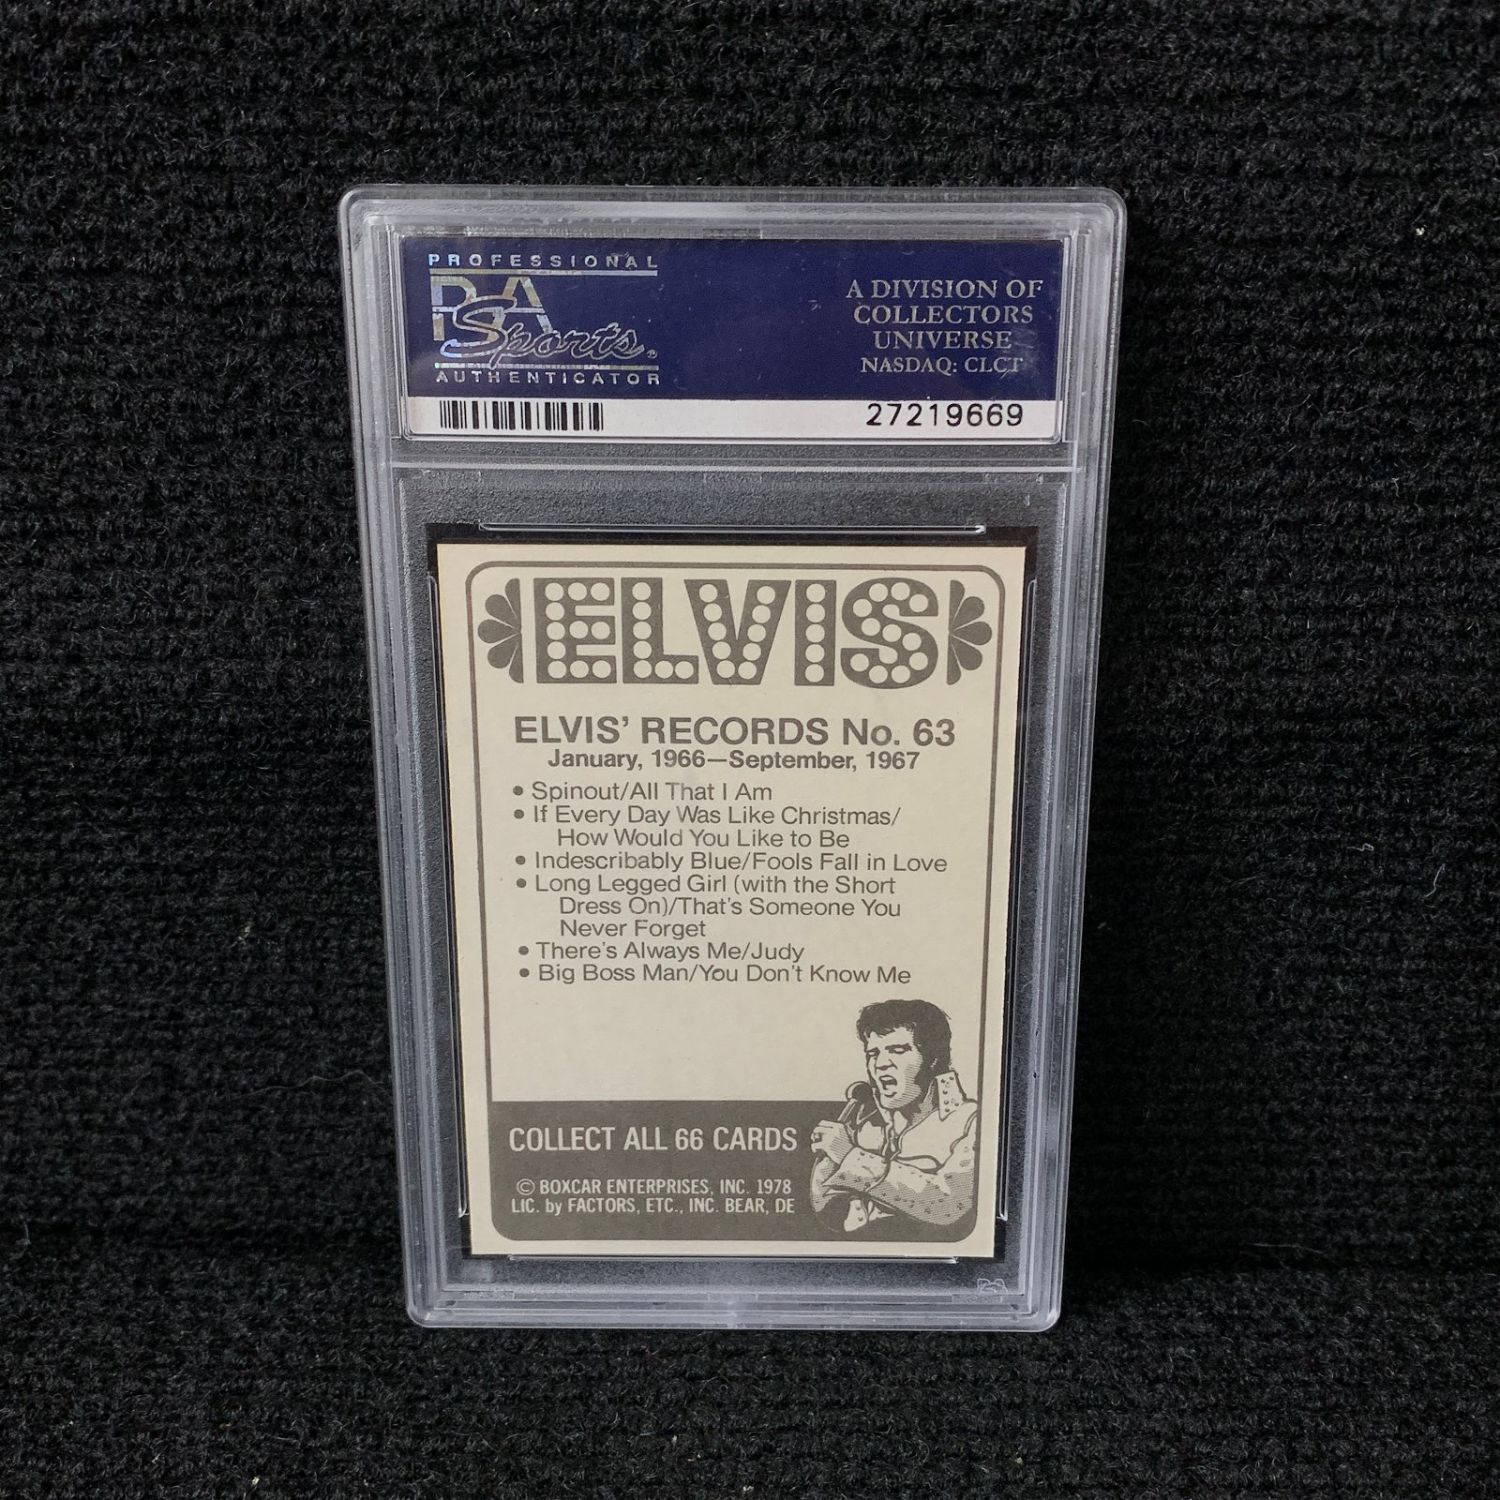 PROFESSIONAL
PSA
Sports®
AUTHENTICATOR
A DIVISION OF
COLLECTORS
UNIVERSE
NASDAQ: CLCT
27219669
ELVIS
ELVIS' RECORDS No. 63
January, 1966—September, 1967
• Spinout/All That I Am
• If Every Day Was Like Christmas/
How Would You Like to Be
• Indescribably Blue/Fools Fall in Love
• Long Legged Girl (with the Short
Dress On)/That's Someone You
Never Forget
• There's Always Me/Judy
• Big Boss Man/You Don't Know Me
COLLECT ALL 66 CARDS
© BOXCAR ENTERPRISES, INC. 1978
LIC. by FACTORS, ETC., INC. BEAR, DE
PSA